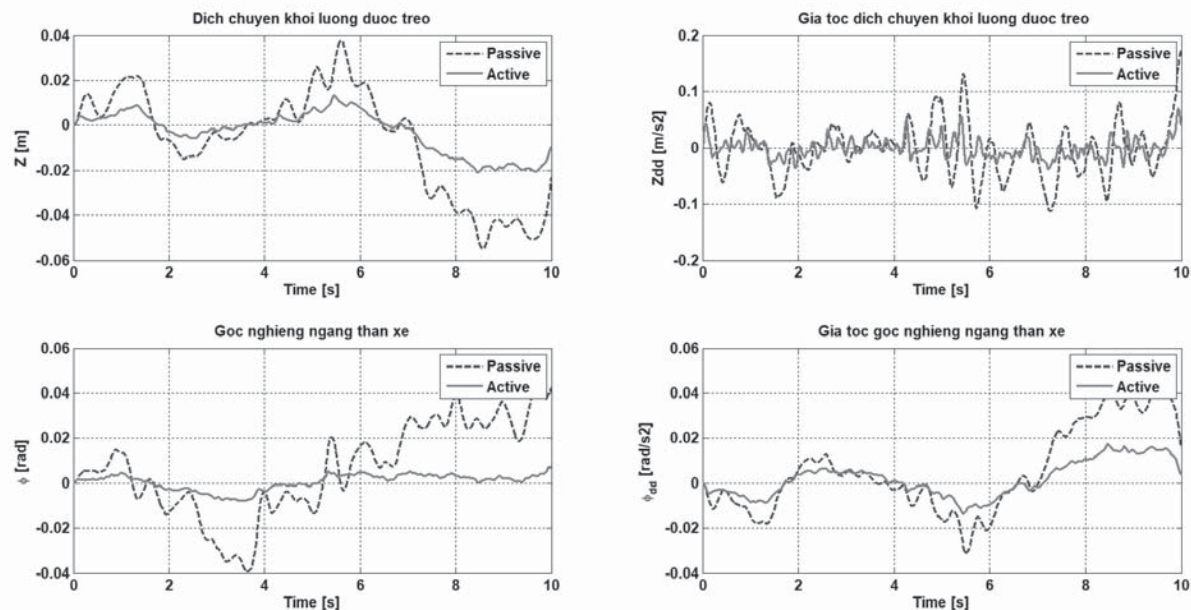 Dich chuyen khoi luong duoc treo
0.04
0.02
0
-0.02
-0.04
-0.06
Z [m]
Passive
Active
0 2 4 6 8 10
Time [s]
Gia toc dich chuyen khoi luong duoc treo
0.2
0.1
0
-0.1
-0.2
Zdd [m/s2]
Passive
Active
0 2 4 6 8 10
Time [s]
Goc nghieng ngang than xe
0.06
0.04
0.02
0
-0.02
-0.04
ϕ [rad]
Passive
Active
0 2 4 6 8 10
Time [s]
Gia toc goc nghieng ngang than xe
0.06
0.04
0.02
0
-0.02
-0.04
ϕdd [rad/s2]
Passive
Active
0 2 4 6 8 10
Time [s]